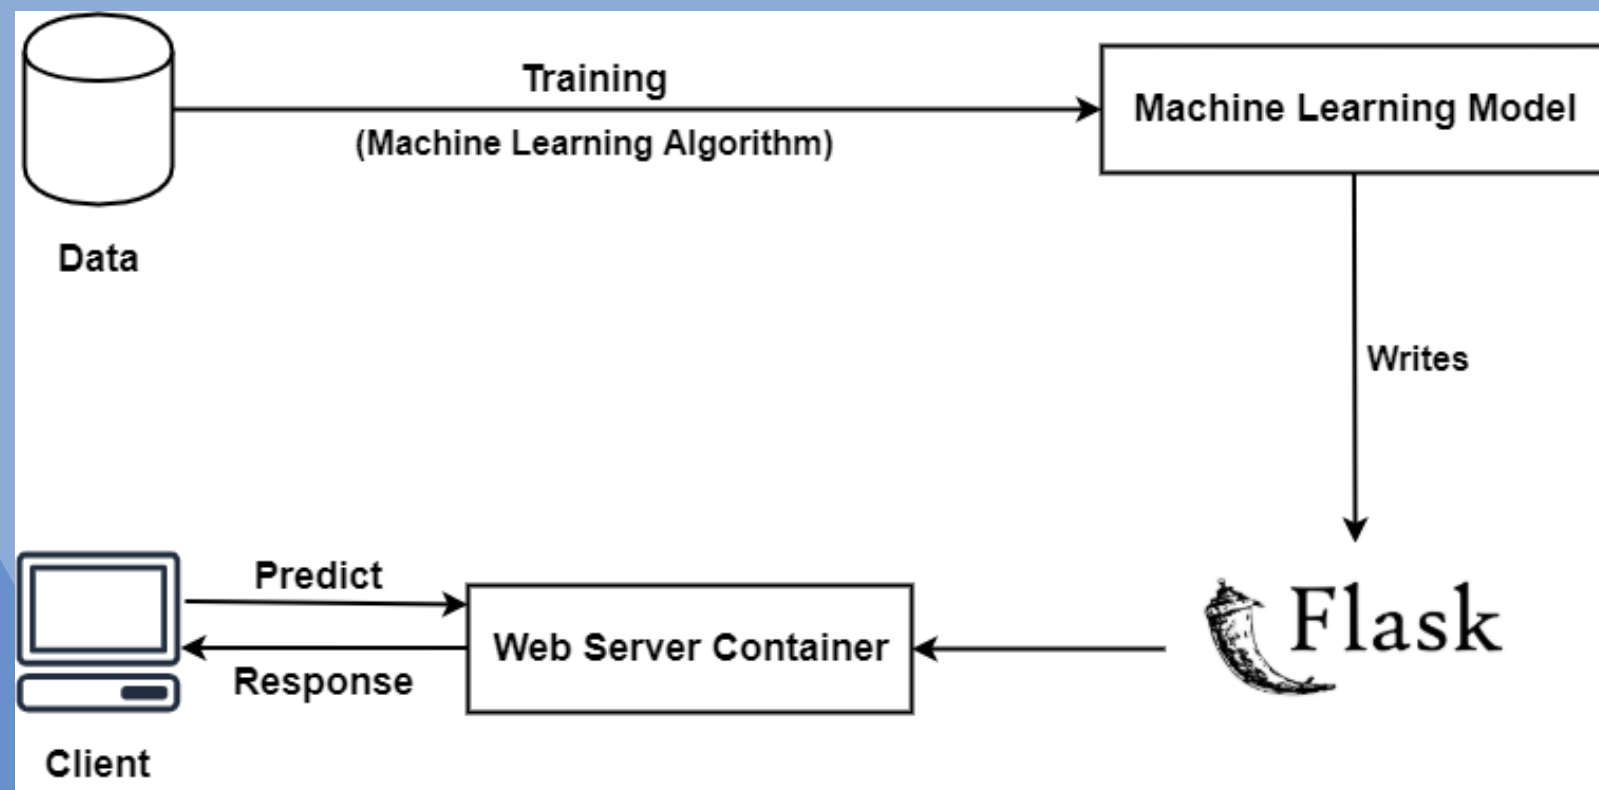 Training
(Machine Learning Algorithm)
Machine Learning Model
Data
Writes
Predict
Flask
Web Server Container
Response
Client